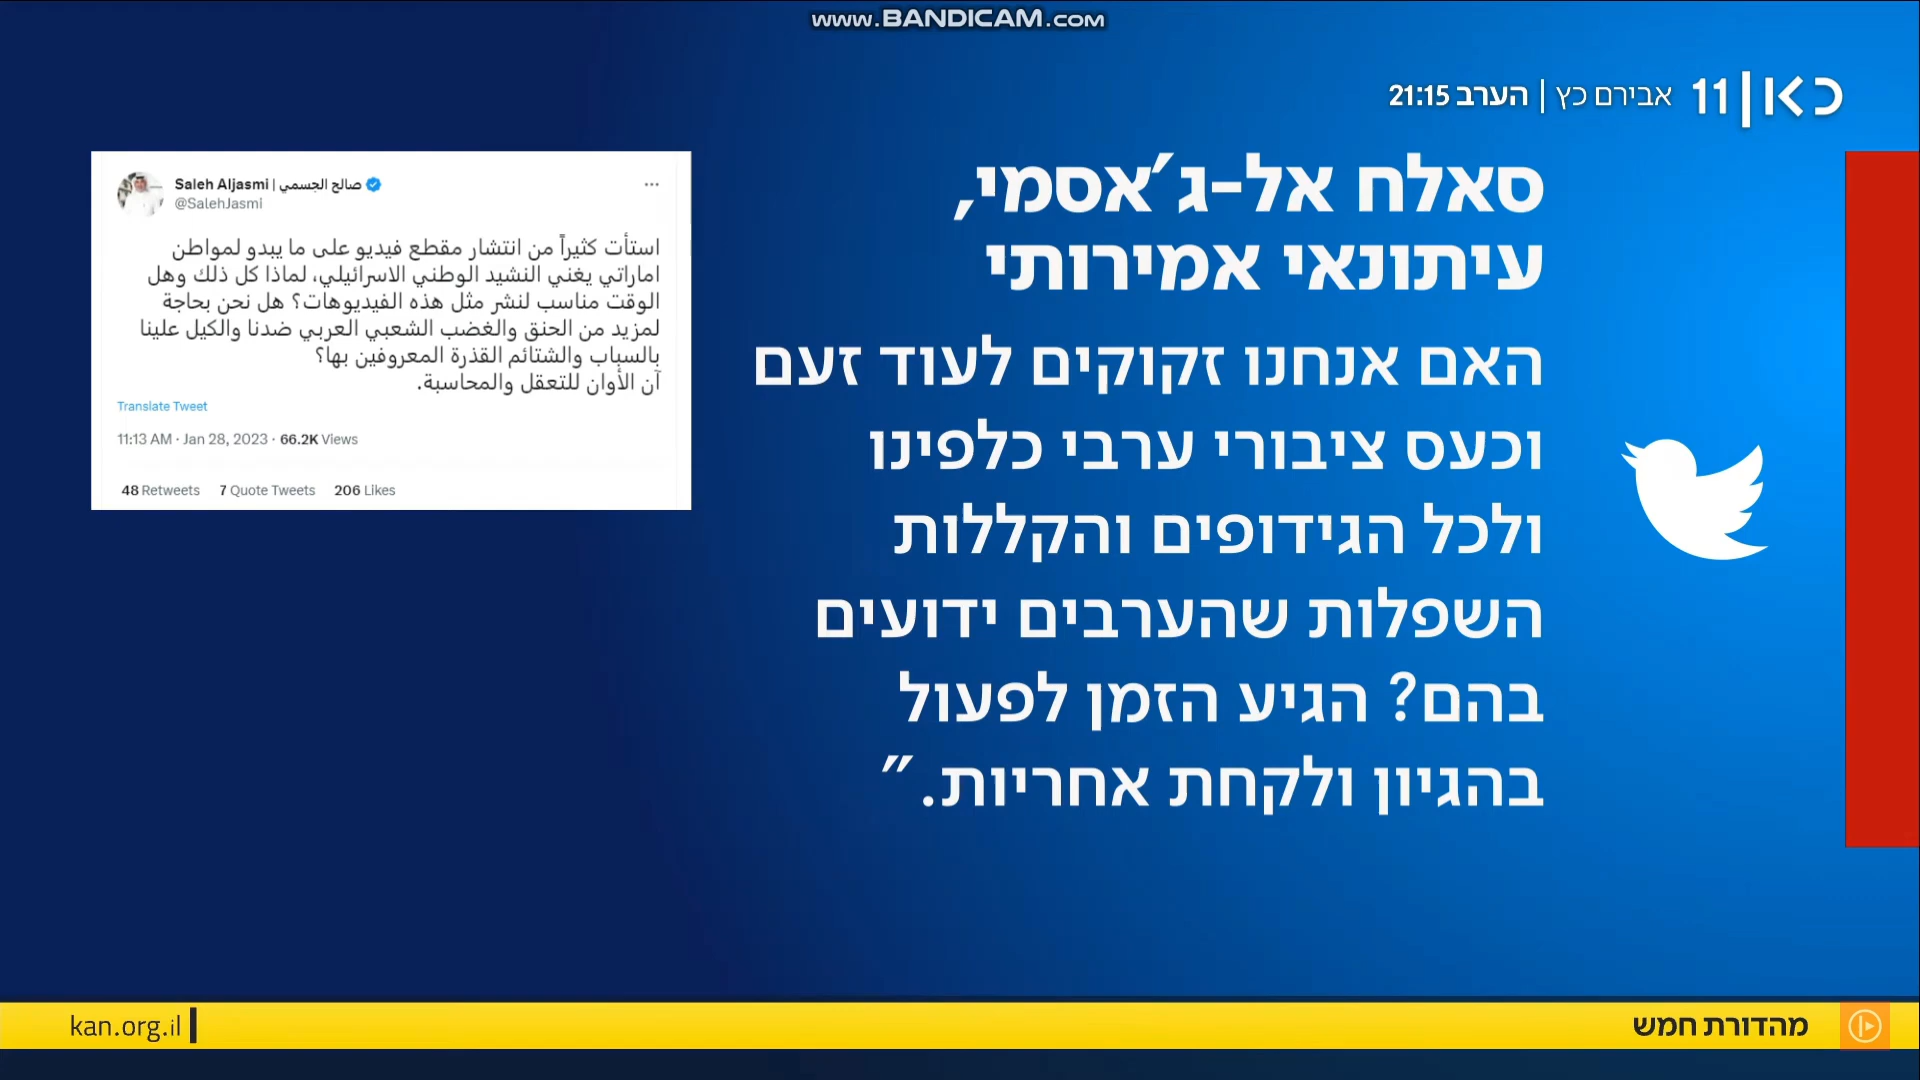 www.BANDICAM.com
כאן|11 אבירם כץ | הערב 21:15
Saleh Aljasmi | صالح الجسمي
@SalehJasmi
استأت كثيراً من انتشار مقطع فيديو على ما يبدو لمواطن
اماراتي يغني النشيد الوطني الاسرائيلي، لماذا كل ذلك وهل
الوقت مناسب لنشر مثل هذه الفيديوهات؟ هل نحن بحاجة
لمزيد من الحنق والغضب الشعبي العربي ضدنا والكيل علينا
بالسباب والشتائم القذرة المعروفين بها؟
آن الأوان للتعقل والمحاسبة.
Translate Tweet
11:13 AM · Jan 28, 2023 · 66.2K Views
48 Retweets 7 Quote Tweets 206 Likes
סאלח אל-ג'אסמי,
עיתונאי אמירותי
האם אנחנו זקוקים לעוד זעם
וכעס ציבורי ערבי כלפינו
ולכל הגידופים והקללות
השפלות שהערבים ידועים
בהם? הגיע הזמן לפעול
בהגיון ולקחת אחריות."
מהדורת חמש
kan.org.il